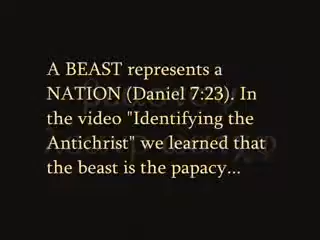 A BEAST represents a
NATION (Daniel 7:23). In
the video "Identifying the
Antichrist" we learned that
the beast is the papacy...